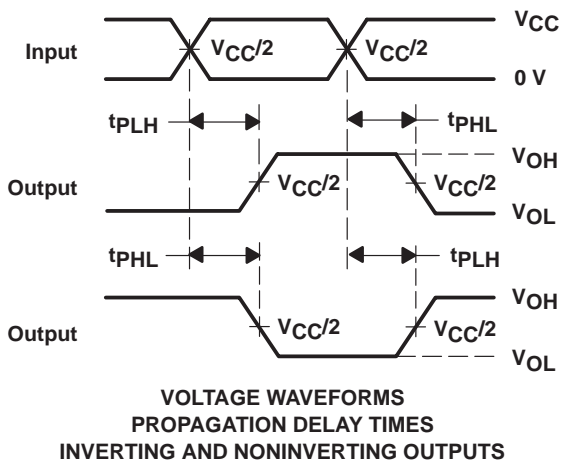 VCC
Input
VCC/2
VCC/2
0 V
tPLH
tPHL
VOH
Output
VCC/2
VCC/2
VOL
tPHL
tPLH
VOH
Output
VCC/2
VCC/2
VOL
VOLTAGE WAVEFORMS
PROPAGATION DELAY TIMES
INVERTING AND NONINVERTING OUTPUTS